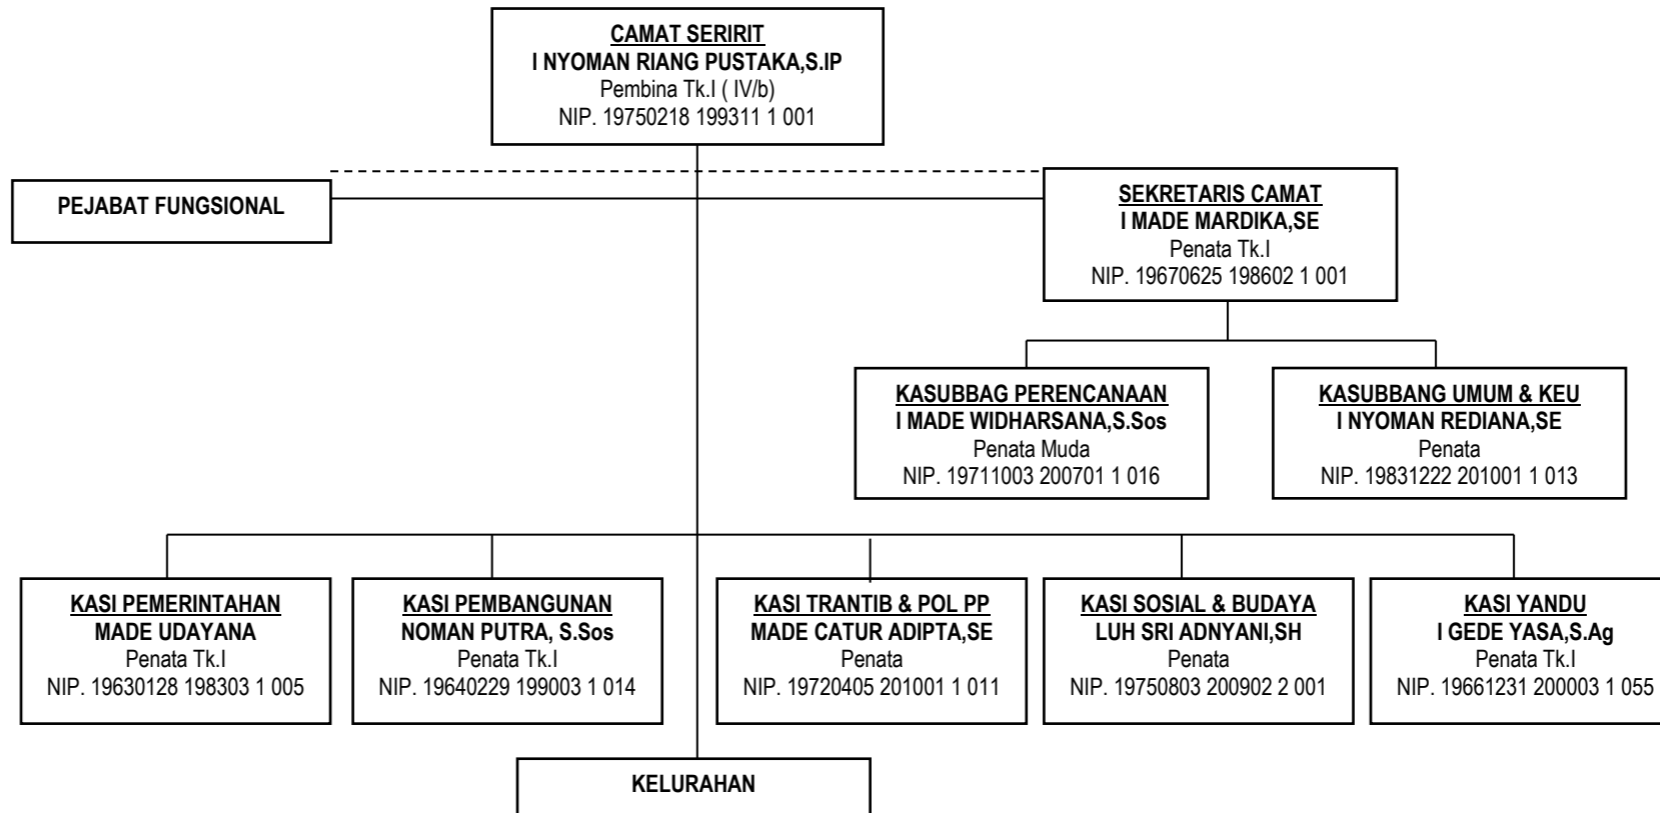 CAMAT SERIRIT
I NYOMAN RIANG PUSTAKA,S.IP
Pembina Tk.I ( IV/b)
NIP. 19750218 199311 1 001
PEJABAT FUNGSIONAL
SEKRETARIS CAMAT
I MADE MARDIKA,SE
Penata Tk.I
NIP. 19670625 198602 1 001
KASUBBAG PERENCANAAN
I MADE WIDHARSANA,S.Sos
Penata Muda
NIP. 19711003 200701 1 016
KASUBBANG UMUM & KEU
I NYOMAN REDIANA,SE
Penata
NIP. 19831222 201001 1 013
KASI PEMERINTAHAN
MADE UDAYANA
Penata Tk.I
NIP. 19630128 198303 1 005
KASI PEMBANGUNAN
NOMAN PUTRA, S.Sos
Penata Tk.I
NIP. 19640229 199003 1 014
KASI TRANTIB & POL PP
MADE CATUR ADIPTA,SE
Penata
NIP. 19720405 201001 1 011
KASI SOSIAL & BUDAYA
LUH SRI ADNYANI,SH
Penata
NIP. 19750803 200902 2 001
KASI YANDU
I GEDE YASA,S.Ag
Penata Tk.I
NIP. 19661231 200003 1 055
KELURAHAN